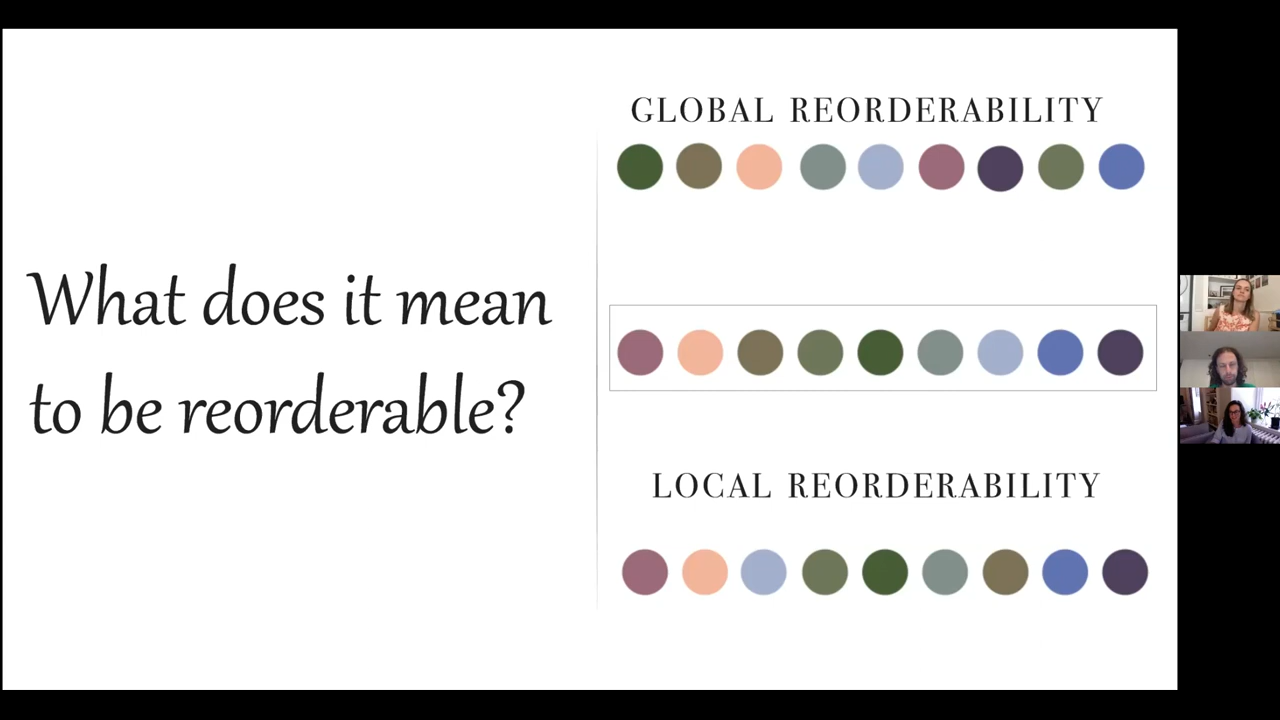 What does it mean
to be reorderable?
GLOBAL REORDERABILITY
LOCAL REORDERABILITY